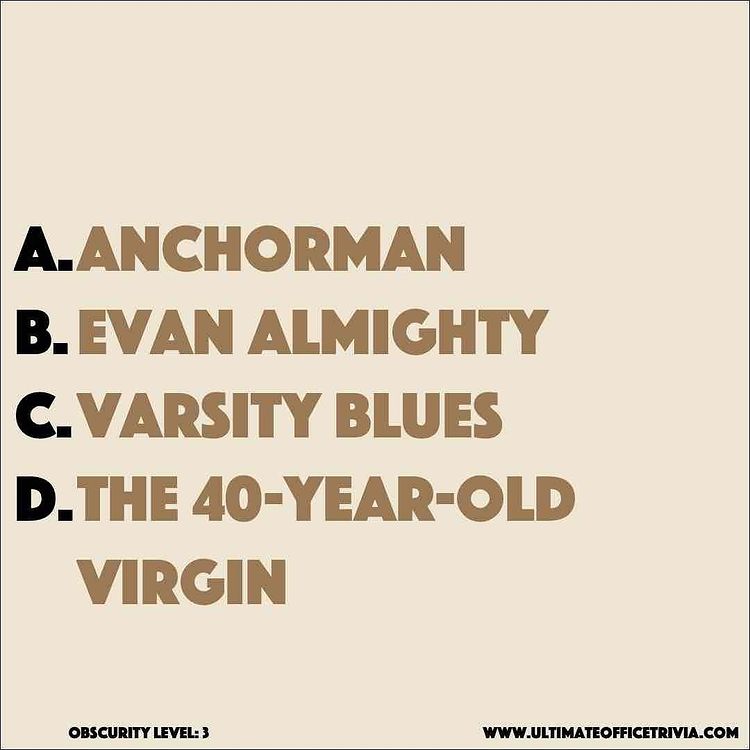 A. ANCHORMAN
B. EVAN ALMIGHTY
C. VARSITY BLUES
D. THE 40-YEAR-OLD
VIRGIN
OBSCURITY LEVEL: 3
WWW.ULTIMATEOFFICETRIVIA.COM